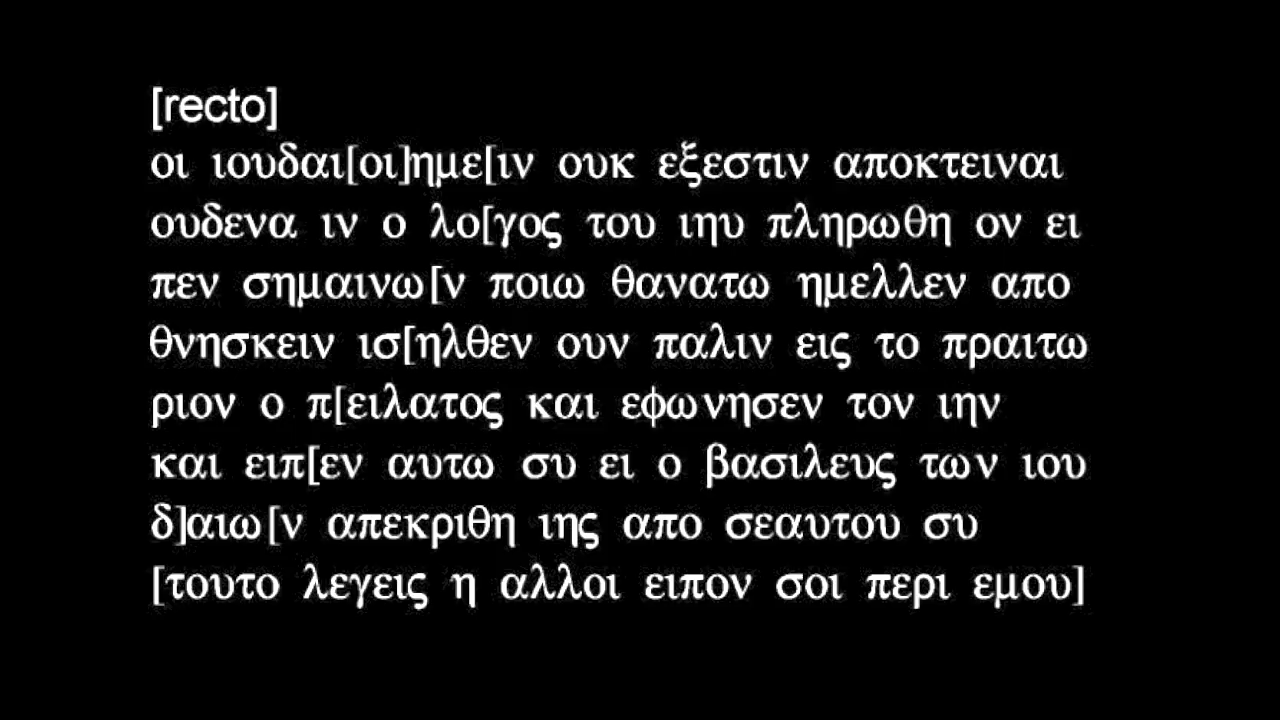 [recto]
οι ιουδαι[οι]ημε[ιν ουκ εξεστιν αποκτειναι
ουδενα ιν ο λο[γος του ιηυ πληρωθη ον ει
πεν σημαινω[ν ποιω θανατω ημελλεν απο
θνησκειν ισ[ηλθεν ουν παλιν εις το πραιτω
ριον ο π[ειλατος και εφωνησεν τον ιην
και ειπ[εν αυτω συ ει ο βασιλευς των ιου
δ]αιω[ν απεκριθη ιης απο σεαυτου συ
[τουτο λεγεις η αλλοι ειπον σοι περι εμου]